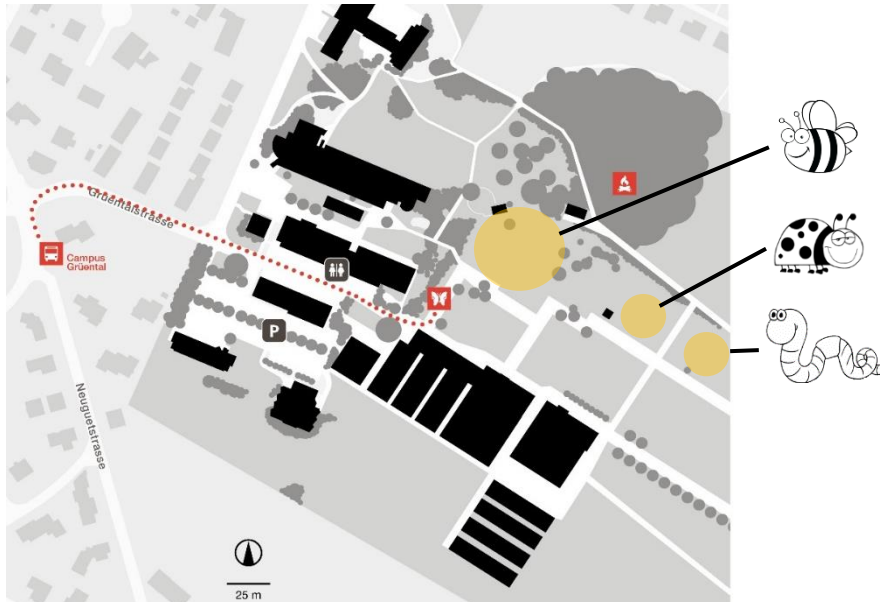 Grüentalstrasse
Campus
Grüental
P
Neuguetstrasse
25 m